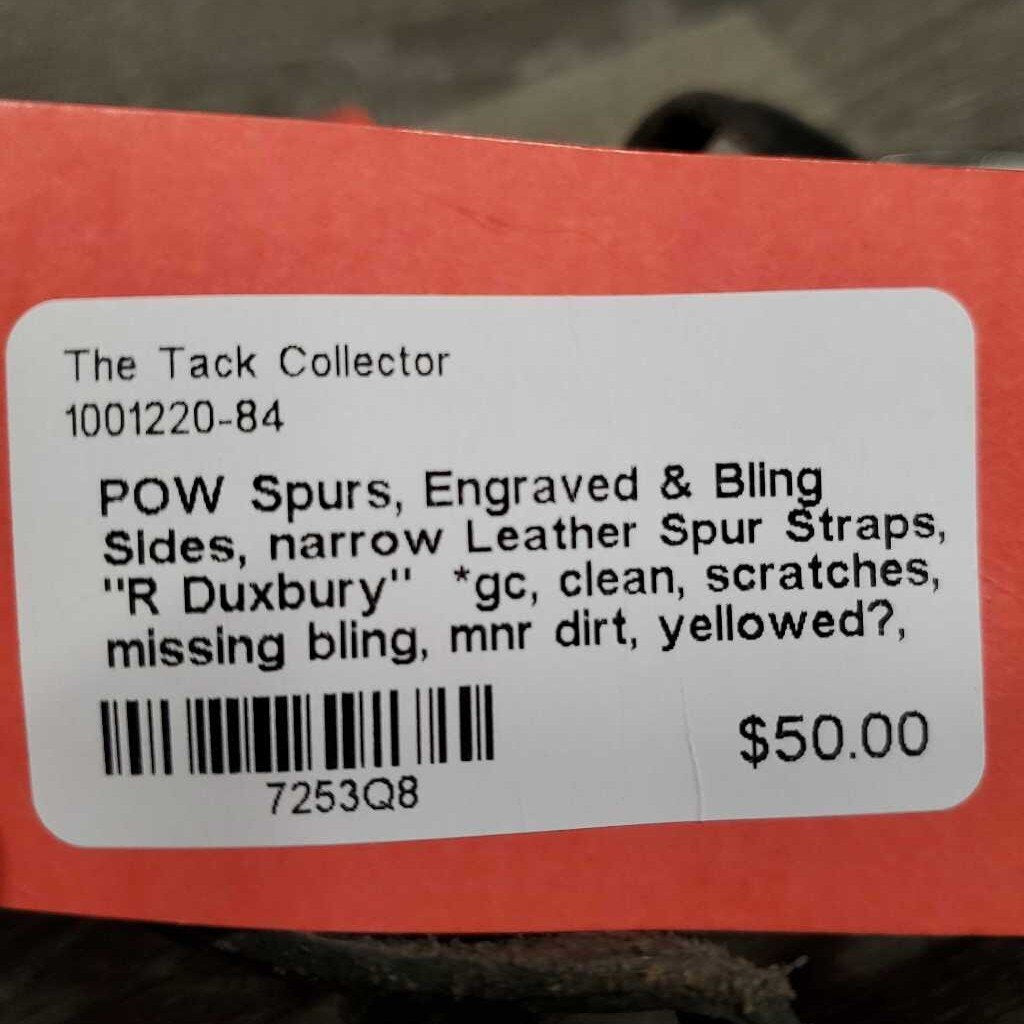 The Tack Collector
1001220-84
POW Spurs, Engraved & Bling
Sides, narrow Leather Spur Straps,
"R Duxbury" *gc, clean, scratches,
missing bling, mnr dirt, yellowed?,
7253Q8
$50.00